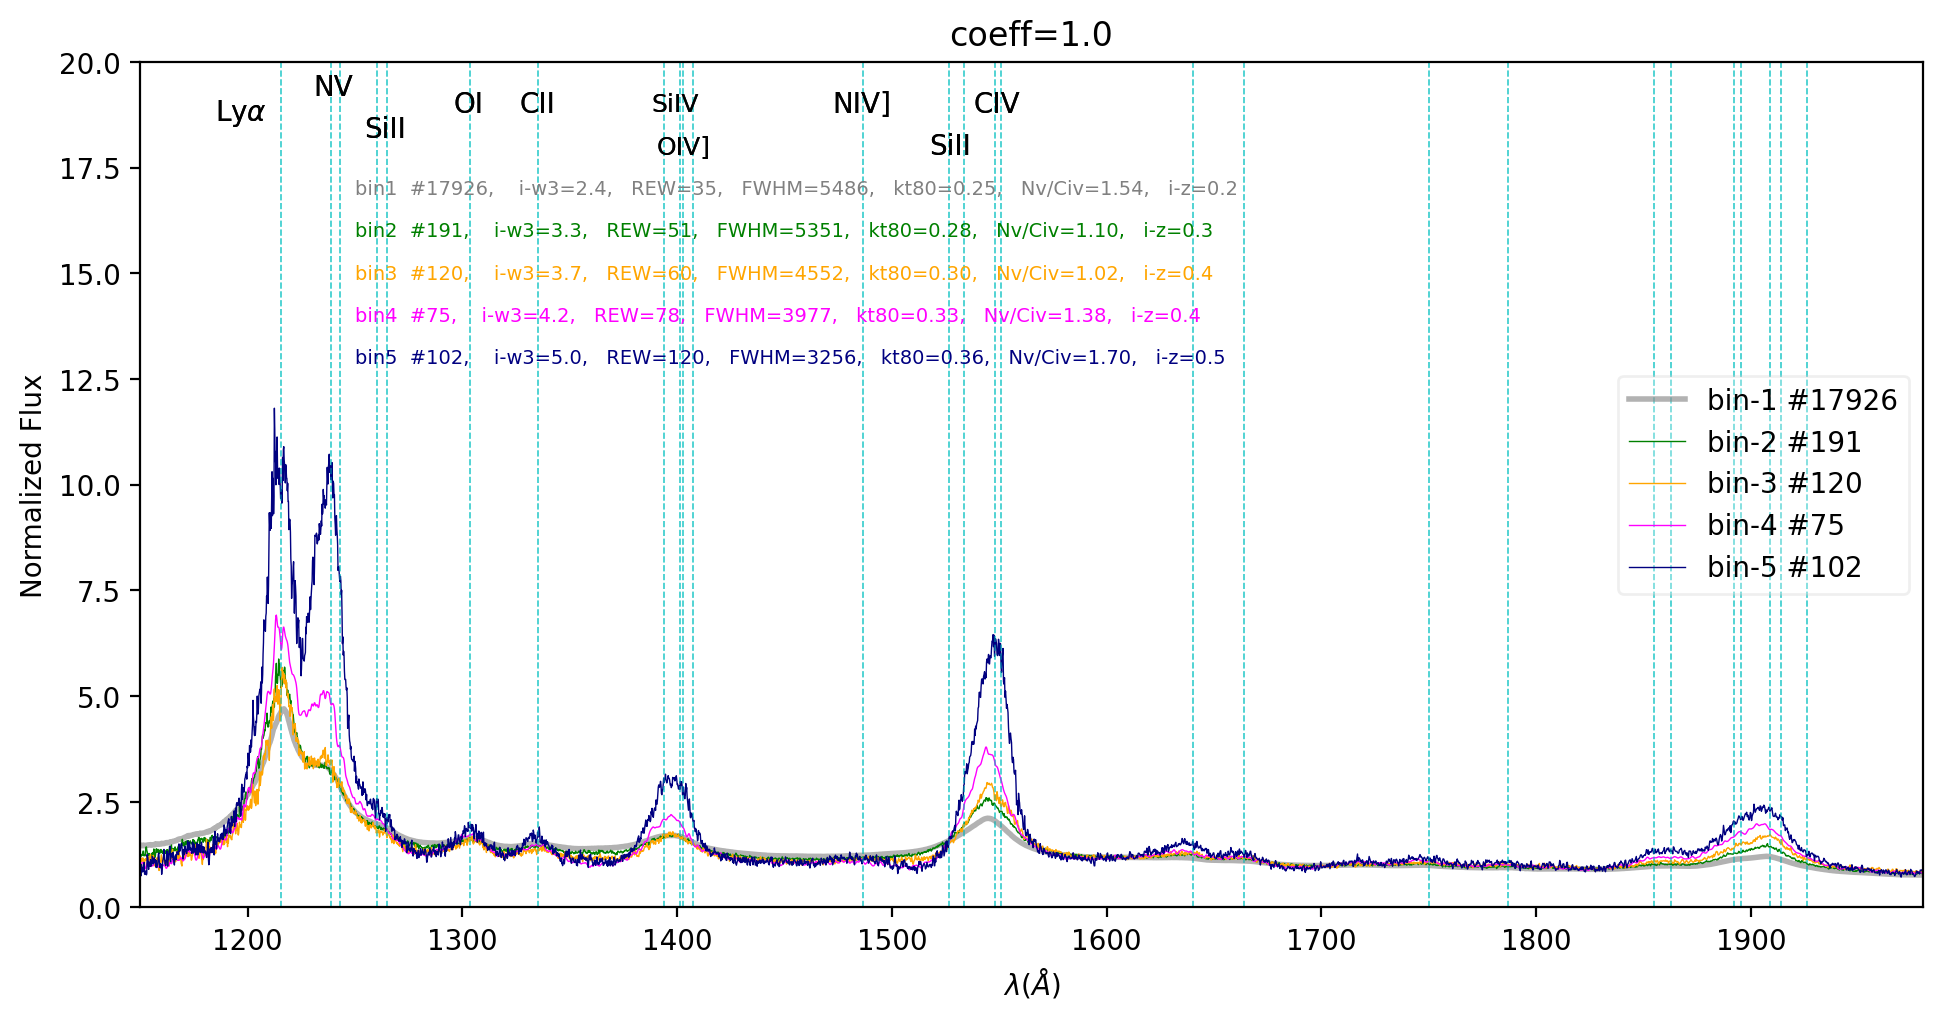 coeff=1.0
20.0
17.5
15.0
12.5
10.0
7.5
5.0
2.5
0.0
Normalized Flux
NV
Lyα
SiII
OI
CII
SiIV
OIV]
NIV]
SiII
CIV
bin1 #17926, i-w3=2.4, REW=35, FWHM=5486, kt80=0.25, Nv/Civ=1.54, i-z=0.2
bin2 #191, i-w3=3.3, REW=51, FWHM=5351, kt80=0.28, Nv/Civ=1.10, i-z=0.3
bin3 #120, i-w3=3.7, REW=60, FWHM=4552, kt80=0.30, Nv/Civ=1.02, i-z=0.4
bin4 #75, i-w3=4.2, REW=78, FWHM=3977, kt80=0.33, Nv/Civ=1.38, i-z=0.4
bin5 #102, i-w3=5.0, REW=120, FWHM=3256, kt80=0.36, Nv/Civ=1.70, i-z=0.5
bin-1 #17926
bin-2 #191
bin-3 #120
bin-4 #75
bin-5 #102
1200 1300 1400 1500 1600 1700 1800 1900
λ(Å)